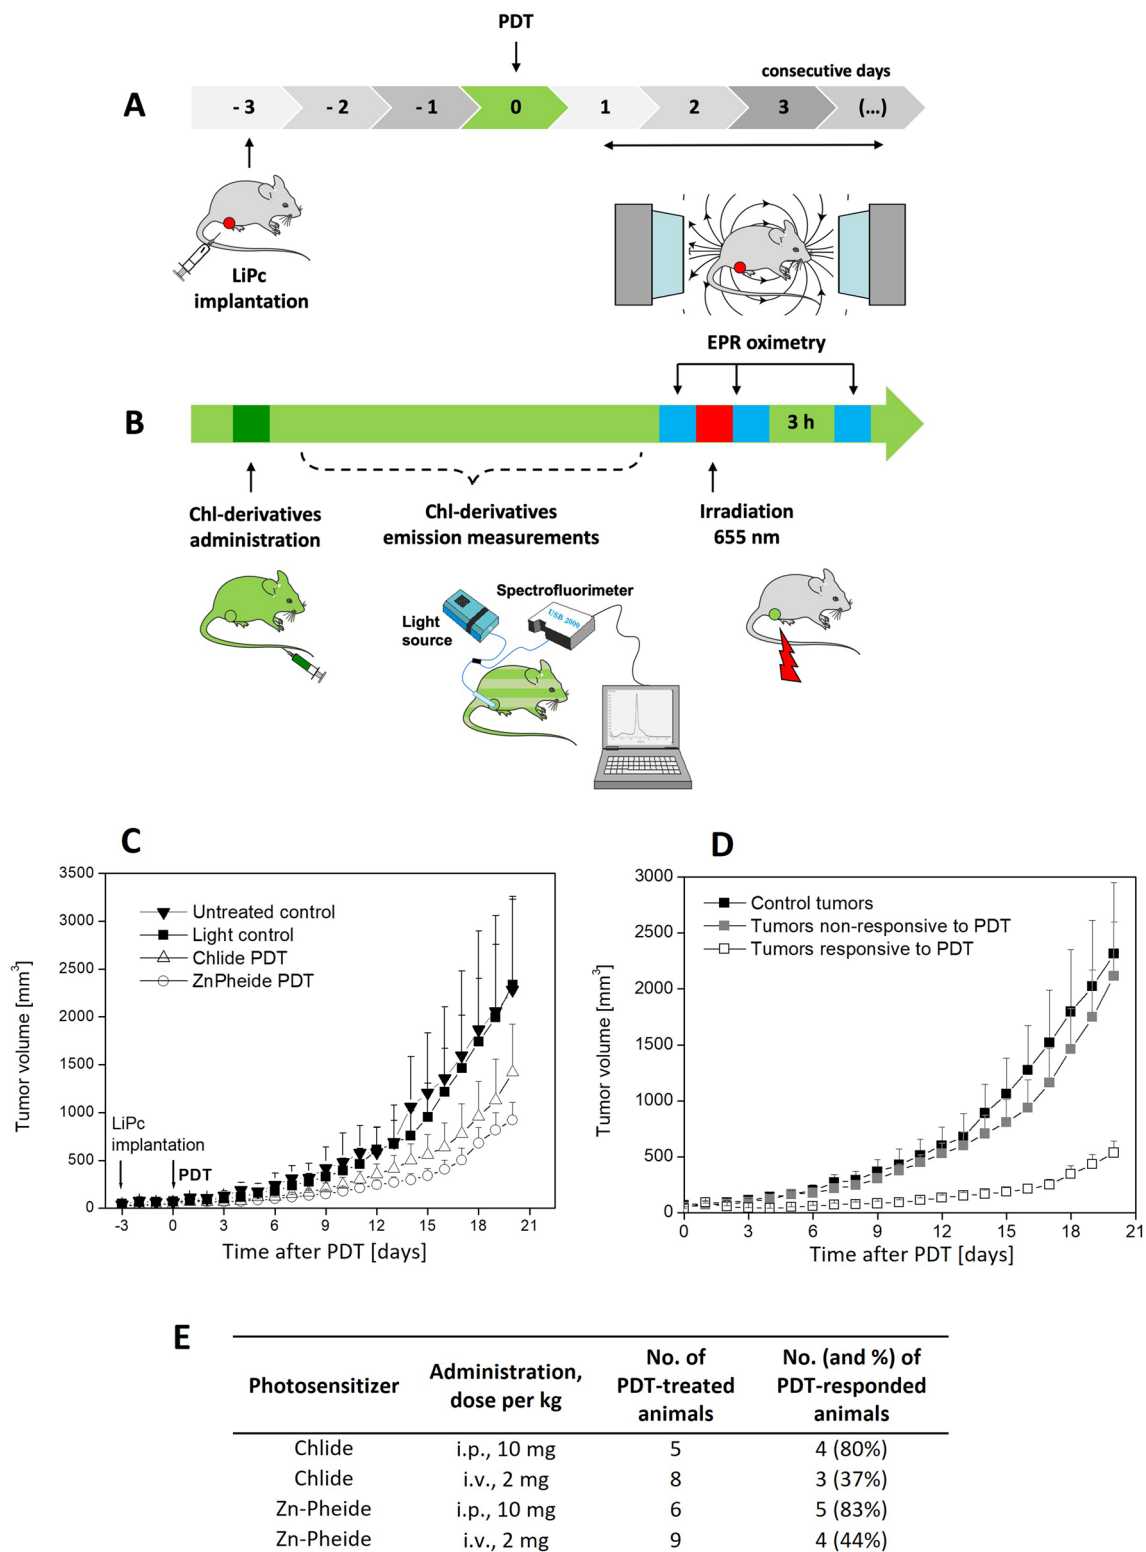 PDT
consecutive days
A
- 3
- 2
- 1
0
1
2
3
(...)
LiPc
implantation
EPR oximetry
B
3 h
Chl-derivatives
administration
Chl-derivatives
emission measurements
Irradiation
655 nm
Spectrofluorimeter
Light
source
USB 2000
C
Tumor volume [mm³]
3500
3000
2500
2000
1500
1000
500
0
Untreated control
Light control
Chlide PDT
ZnPheide PDT
LiPc
implantation
PDT
-3
0
3
6
9
12
15
18
21
Time after PDT [days]
D
Tumor volume [mm³]
3000
2500
2000
1500
1000
500
0
Control tumors
Tumors non-responsive to PDT
Tumors responsive to PDT
0
3
6
9
12
15
18
21
Time after PDT [days]
E
Photosensitizer
Administration,
dose per kg
No. of
PDT-treated
animals
No. (and %) of
PDT-responded
animals
Chlide i.p., 10 mg 5 4 (80%)
Chlide i.v., 2 mg 8 3 (37%)
Zn-Pheide i.p., 10 mg 6 5 (83%)
Zn-Pheide i.v., 2 mg 9 4 (44%)